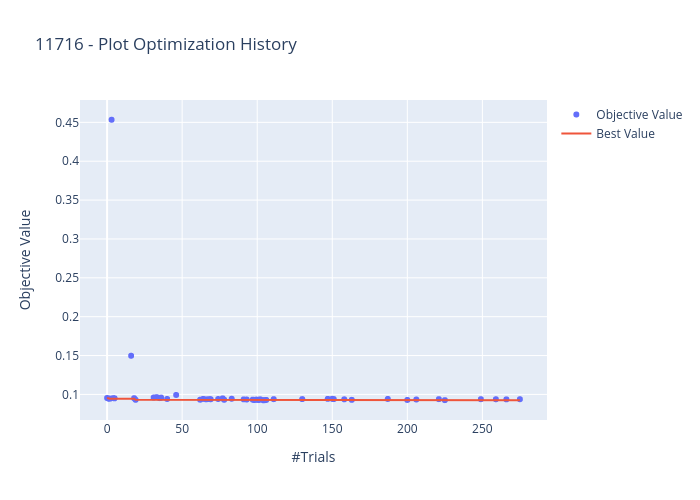 11716 - Plot Optimization History
Objective Value
Best Value
0.45
0.4
0.35
0.3
0.25
0.2
0.15
0.1
Objective Value
0
50
100
150
200
250
#Trials